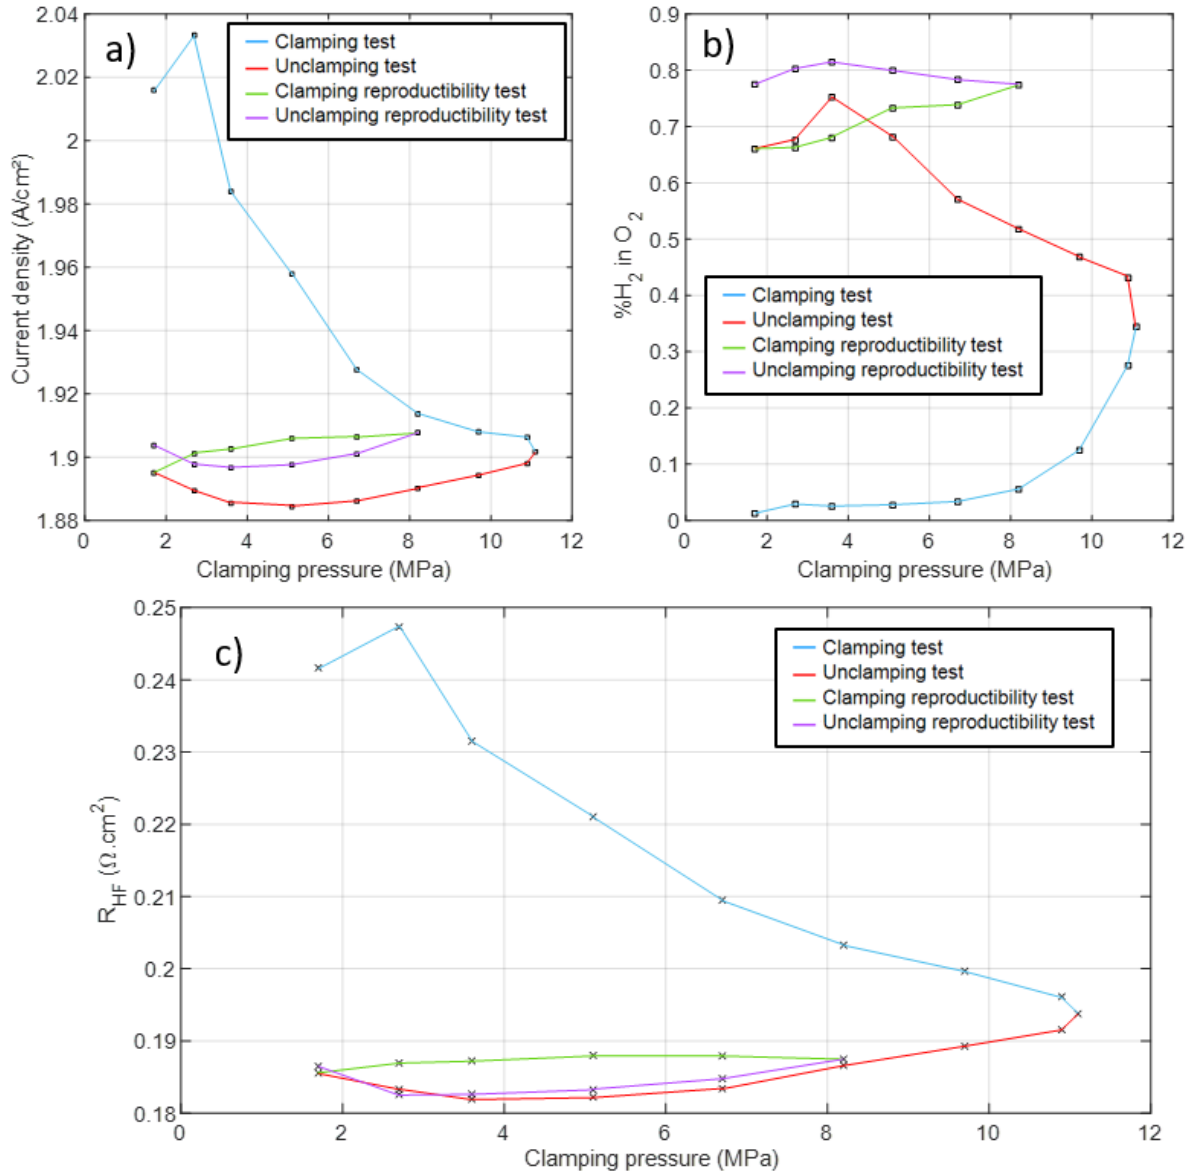 a)
2.04
2.02
2
1.98
1.96
1.94
1.92
1.9
1.88
0
2
4
6
8
10
12
Current density (A/cm²)
Clamping pressure (MPa)
Clamping test
Unclamping test
Clamping reproductibility test
Unclamping reproductibility test
b)
0.9
0.8
0.7
0.6
0.5
0.4
0.3
0.2
0.1
0
0
2
4
6
8
10
12
%H₂ in O₂
Clamping pressure (MPa)
Clamping test
Unclamping test
Clamping reproductibility test
Unclamping reproductibility test
c)
0.25
0.24
0.23
0.22
0.21
0.2
0.19
0.18
0
2
4
6
8
10
12
R_HF (Ω.cm²)
Clamping pressure (MPa)
Clamping test
Unclamping test
Clamping reproductibility test
Unclamping reproductibility test